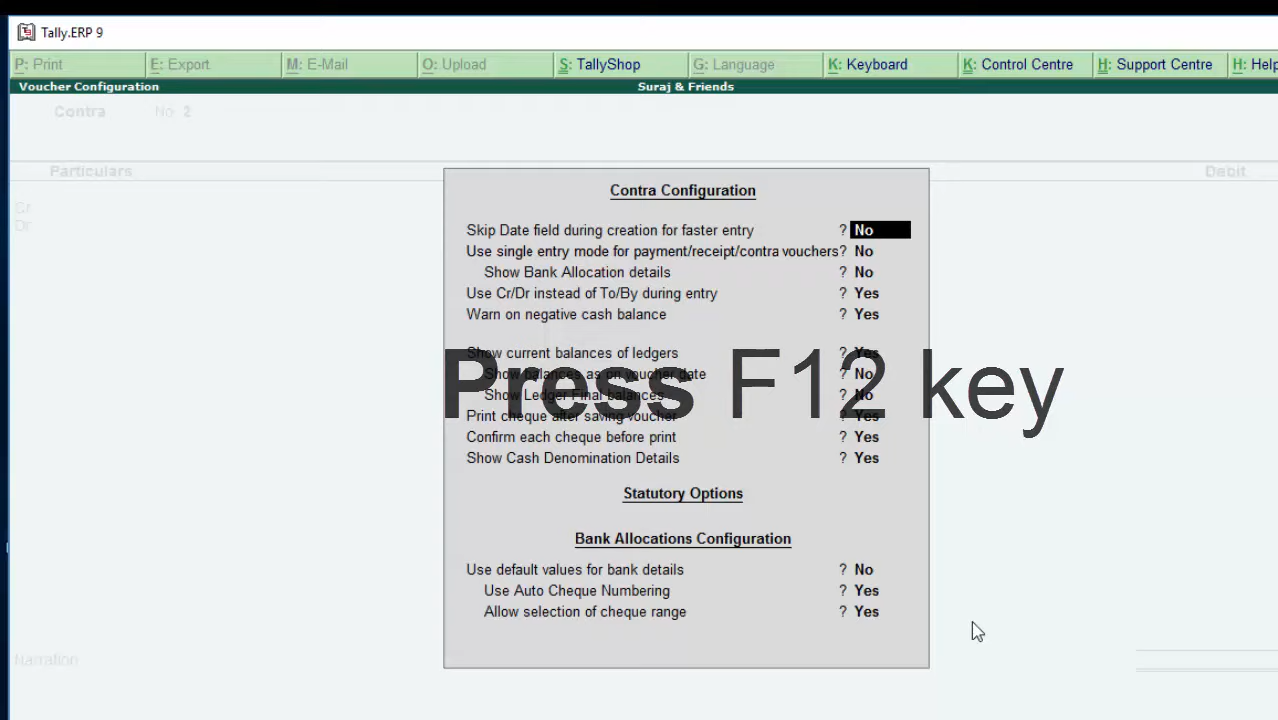 Tally.ERP 9
P: Print E: Export M: E-Mail O: Upload S: TallyShop G: Language K: Keyboard K: Control Centre H: Support Centre H: Help
Voucher Configuration Suraj & Friends
Contra No. 2
Particulars Debit
Cr
Dr
Contra Configuration
Skip Date field during creation for faster entry ? No
Use single entry mode for payment/receipt/contra vouchers? No
Show Bank Allocation details ? No
Use Cr/Dr instead of To/By during entry ? Yes
Warn on negative cash balance ? Yes
Show current balances of ledgers ? Yes
Show balances as on voucher date ? No
Show Ledger Final balances ? No
Print cheque after saving voucher ? Yes
Confirm each cheque before print ? Yes
Show Cash Denomination Details ? Yes
Press F12 key
Statutory Options
Bank Allocations Configuration
Use default values for bank details ? No
Use Auto Cheque Numbering ? Yes
Allow selection of cheque range ? Yes
Narration